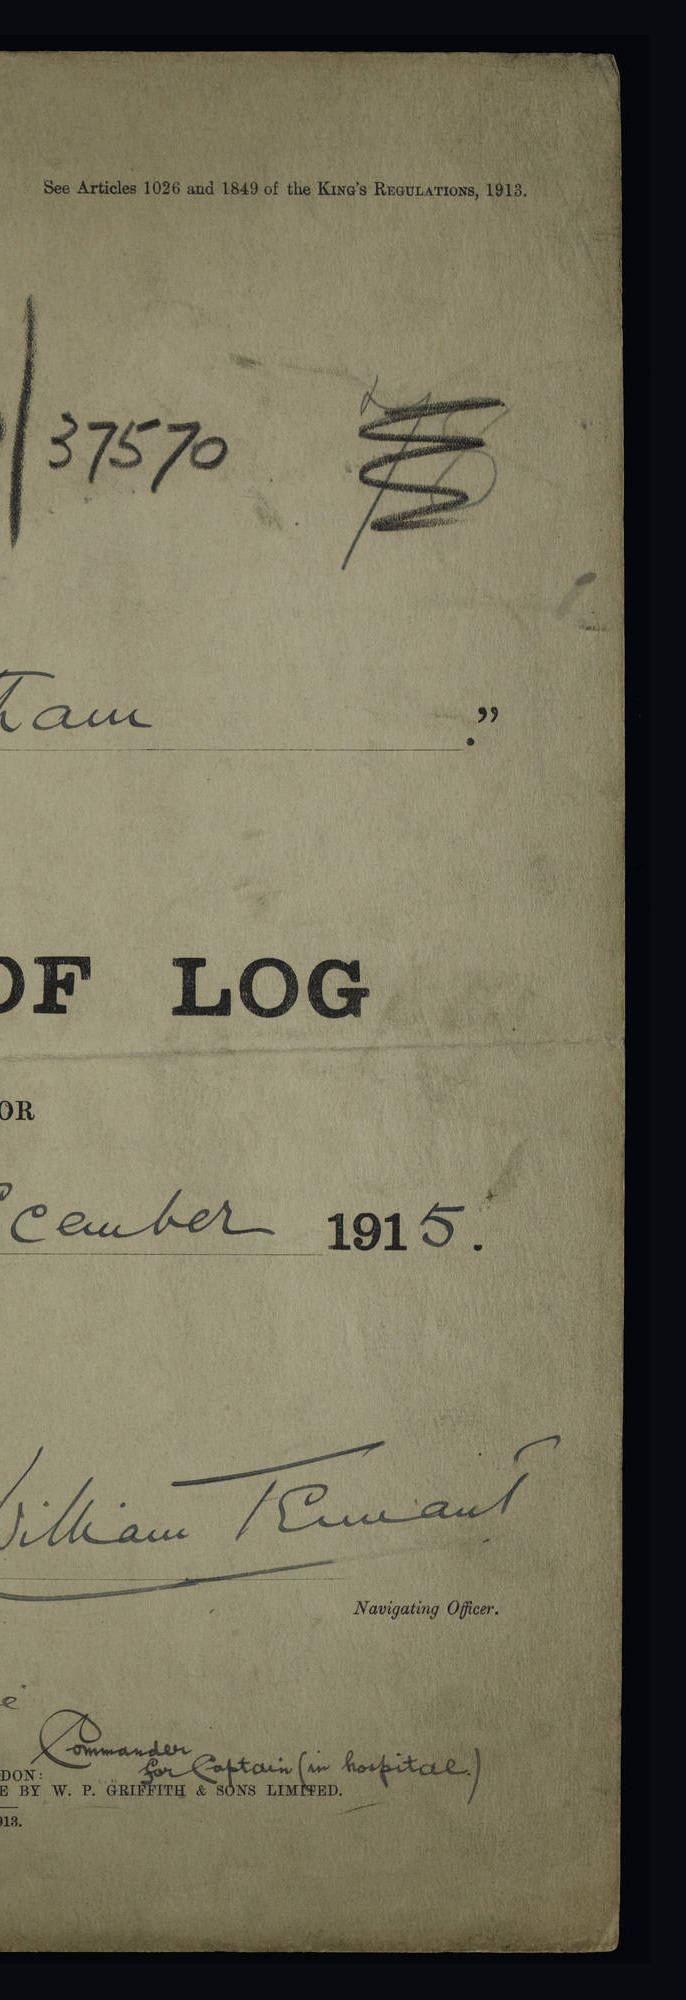 See Articles 1026 and 1849 of the KING'S REGULATIONS, 1913.
/37570
ham
.”
OF LOG
OR
cember 1915.
William Tennant
Navigating Officer.
e
Commander
for Captain (in hospital.)
DON:
E BY W. P. GRIFFITH & SONS LIMITED.
913.